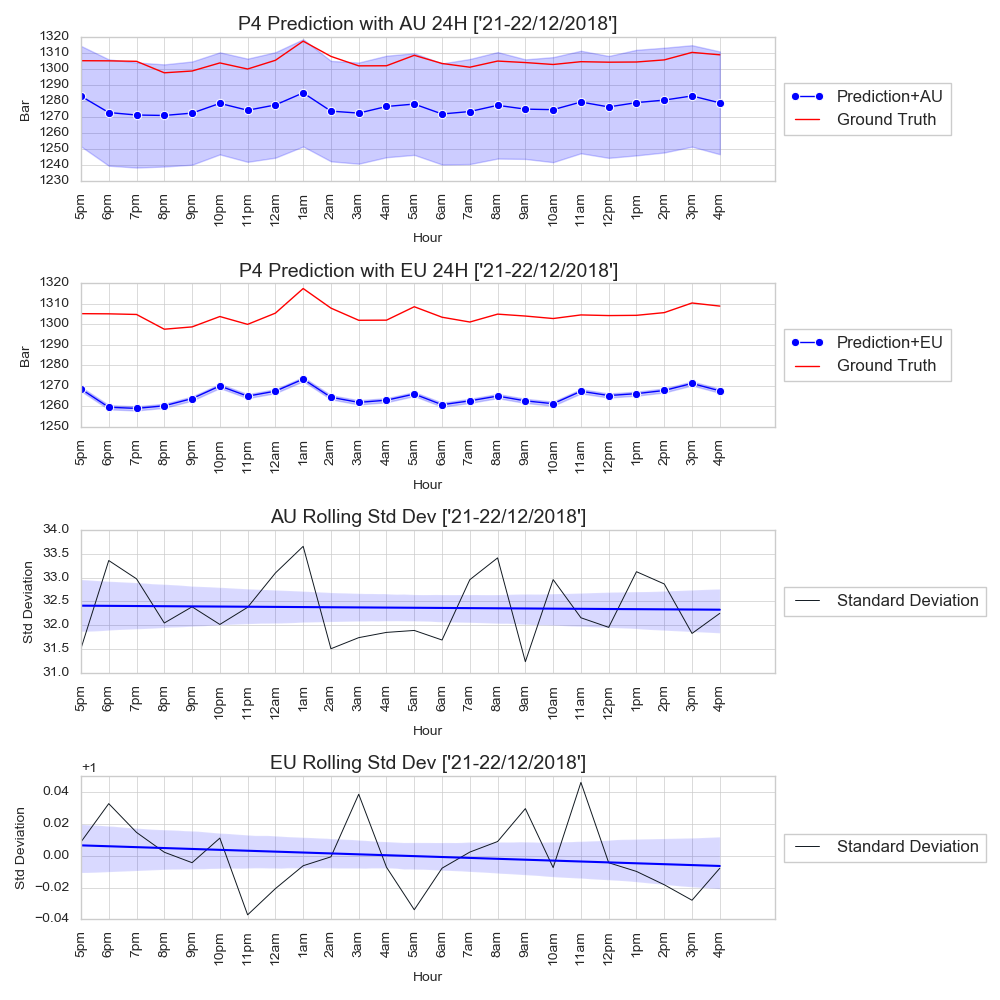 P4 Prediction with AU 24H ['21-22/12/2018']
1320
1310
1300
1290
1280
1270
1260
1250
1240
1230
Bar
5pm 6pm 7pm 8pm 9pm 10pm 11pm 12am 1am 2am 3am 4am 5am 6am 7am 8am 9am 10am 11am 12pm 1pm 2pm 3pm 4pm
Hour
Prediction+AU
Ground Truth
P4 Prediction with EU 24H ['21-22/12/2018']
1320
1310
1300
1290
1280
1270
1260
1250
Bar
5pm 6pm 7pm 8pm 9pm 10pm 11pm 12am 1am 2am 3am 4am 5am 6am 7am 8am 9am 10am 11am 12pm 1pm 2pm 3pm 4pm
Hour
Prediction+EU
Ground Truth
AU Rolling Std Dev ['21-22/12/2018']
34.0
33.5
33.0
32.5
32.0
31.5
31.0
Std Deviation
5pm 6pm 7pm 8pm 9pm 10pm 11pm 12am 1am 2am 3am 4am 5am 6am 7am 8am 9am 10am 11am 12pm 1pm 2pm 3pm 4pm
Hour
Standard Deviation
EU Rolling Std Dev ['21-22/12/2018']
+1
0.04
0.02
0.00
−0.02
−0.04
Std Deviation
5pm 6pm 7pm 8pm 9pm 10pm 11pm 12am 1am 2am 3am 4am 5am 6am 7am 8am 9am 10am 11am 12pm 1pm 2pm 3pm 4pm
Hour
Standard Deviation